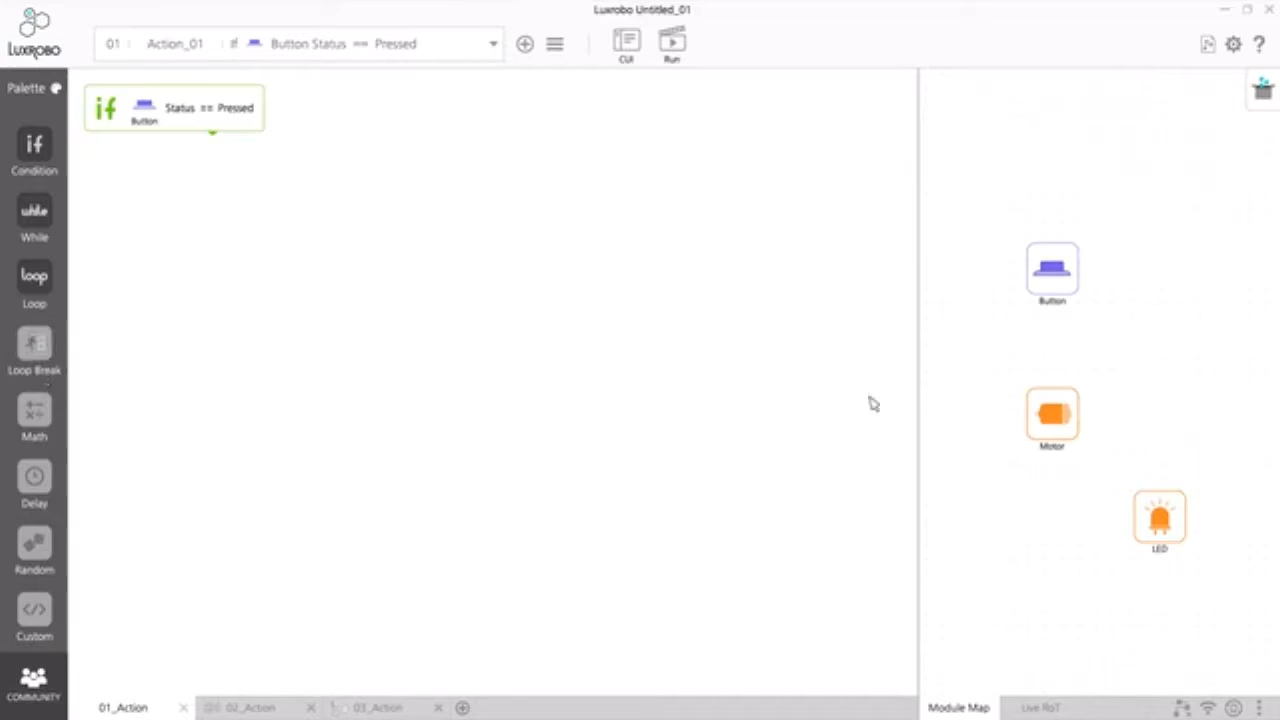 Luxrobo Untitled_01
LUXROBO
01 : Action_01 : If Button Status == Pressed
CUI
Run
Palette
if
Condition
while
While
loop
Loop
Loop Break
Math
Delay
Random
</>
Custom
COMMUNITY
if Status == Pressed
Button
Button
Motor
LED
01_Action
02_Action
03_Action
Module Map
Live RoT